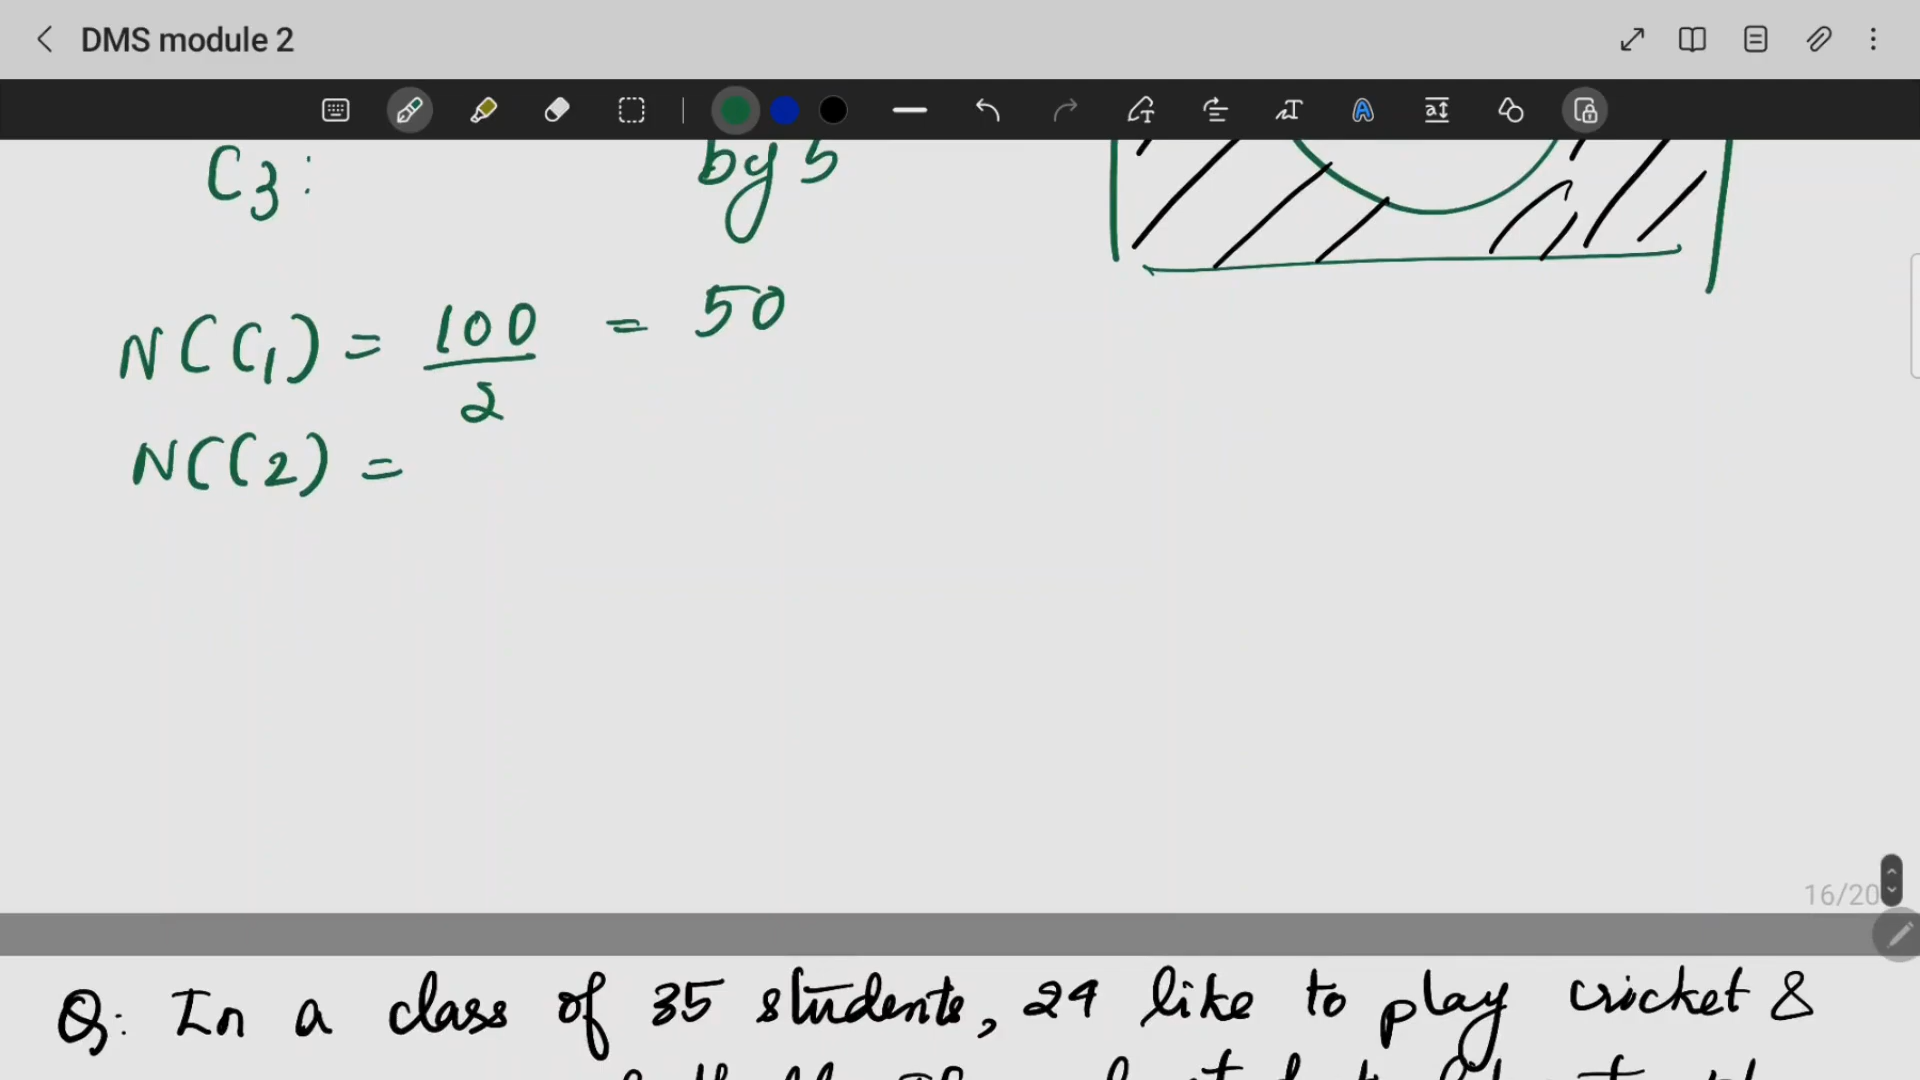 DMS module 2
C3: by 5
N(C1) = 100/2 = 50
N(C2) =
16/20
Q: In a class of 35 students, 24 like to play cricket &